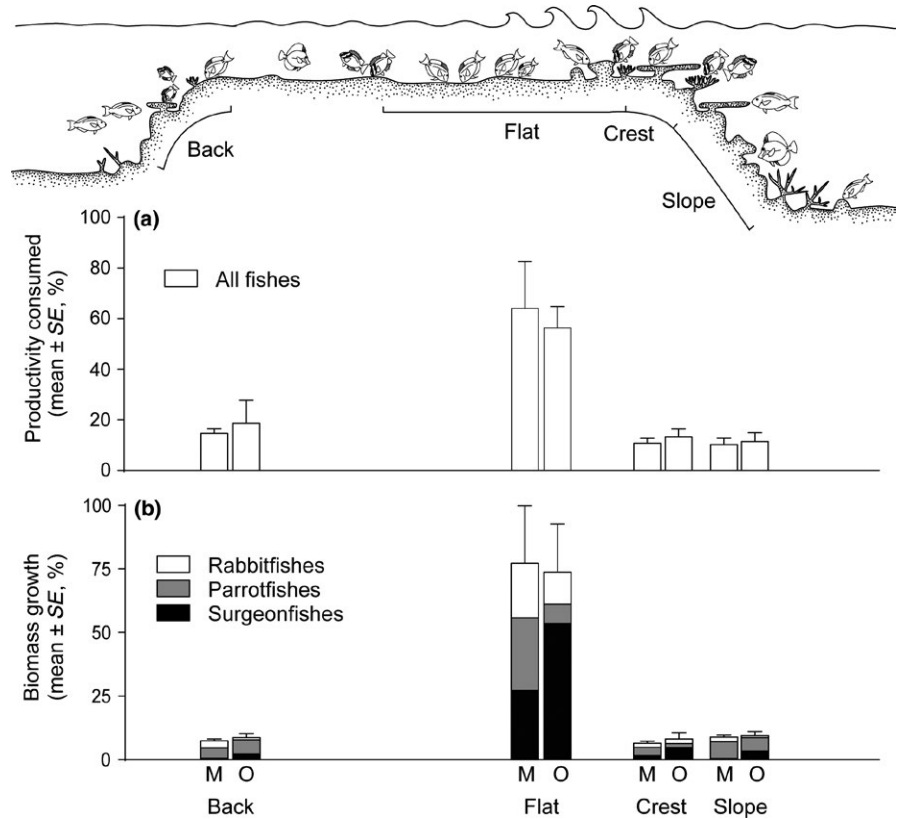 Back
Flat
Crest
Slope
(a)
100
80
60
40
20
0
Productivity consumed
(mean ± SE, %)
All fishes
(b)
100
75
50
25
0
Biomass growth
(mean ± SE, %)
Rabbitfishes
Parrotfishes
Surgeonfishes
M O M O M O M O
Back Flat Crest Slope